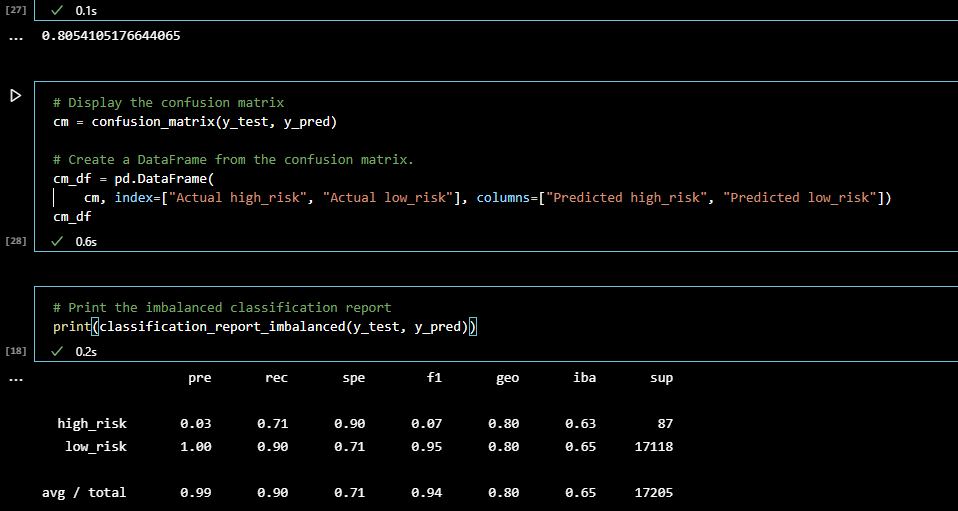 [27] 0.1s
... 0.8054105176644065
# Display the confusion matrix
cm = confusion_matrix(y_test, y_pred)
# Create a DataFrame from the confusion matrix.
cm_df = pd.DataFrame(
cm, index=["Actual high_risk", "Actual low_risk"], columns=["Predicted high_risk", "Predicted low_risk"])
cm_df
[28] 0.6s
# Print the imbalanced classification report
print(classification_report_imbalanced(y_test, y_pred))
[18] 0.2s
... pre rec spe f1 geo iba sup
high_risk 0.03 0.71 0.90 0.07 0.80 0.63 87
low_risk 1.00 0.90 0.71 0.95 0.80 0.65 17118
avg / total 0.99 0.90 0.71 0.94 0.80 0.65 17205